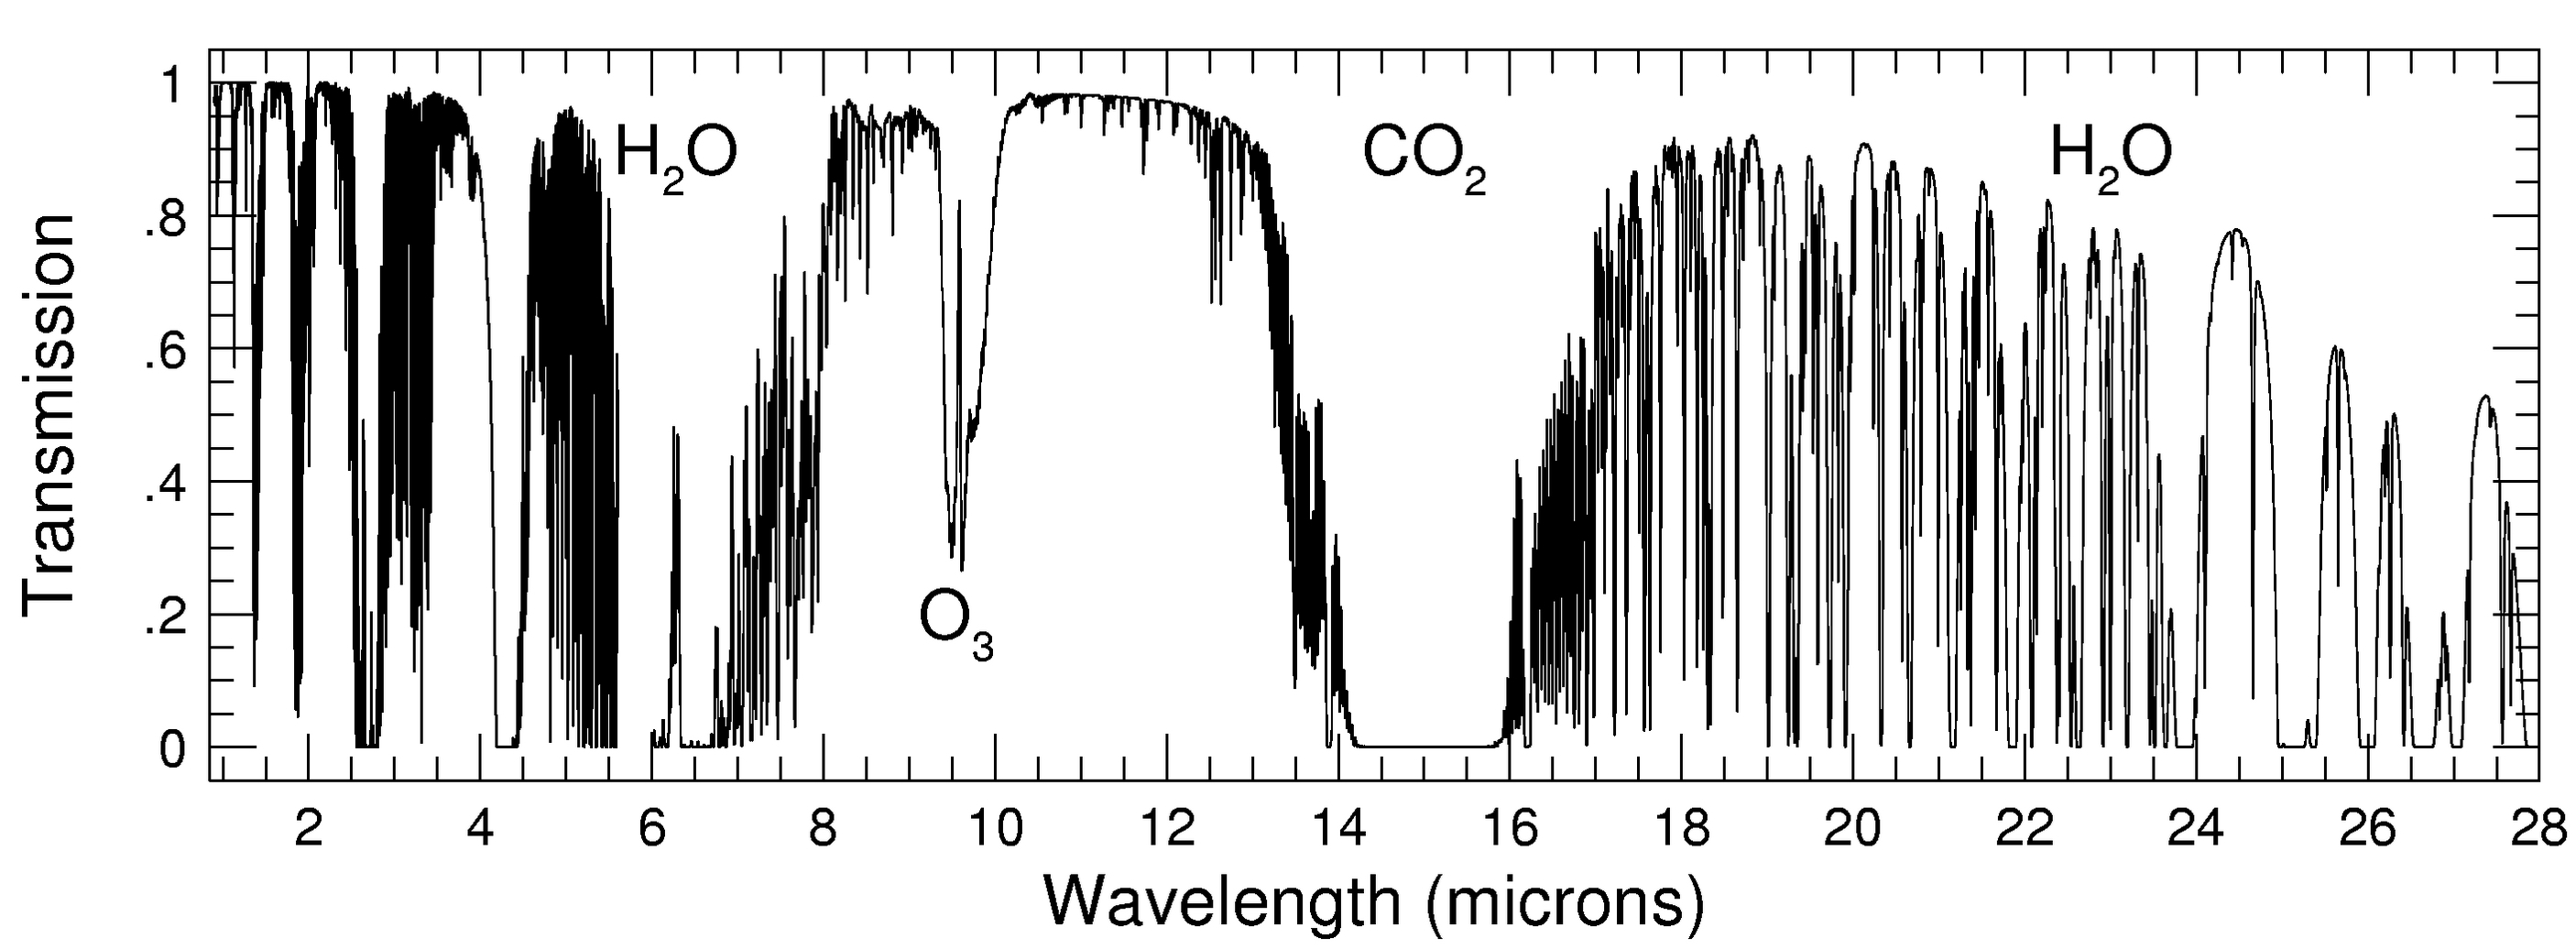 Transmission
1
.8
.6
.4
.2
0
H₂O
O₃
CO₂
H₂O
2 4 6 8 10 12 14 16 18 20 22 24 26 28
Wavelength (microns)